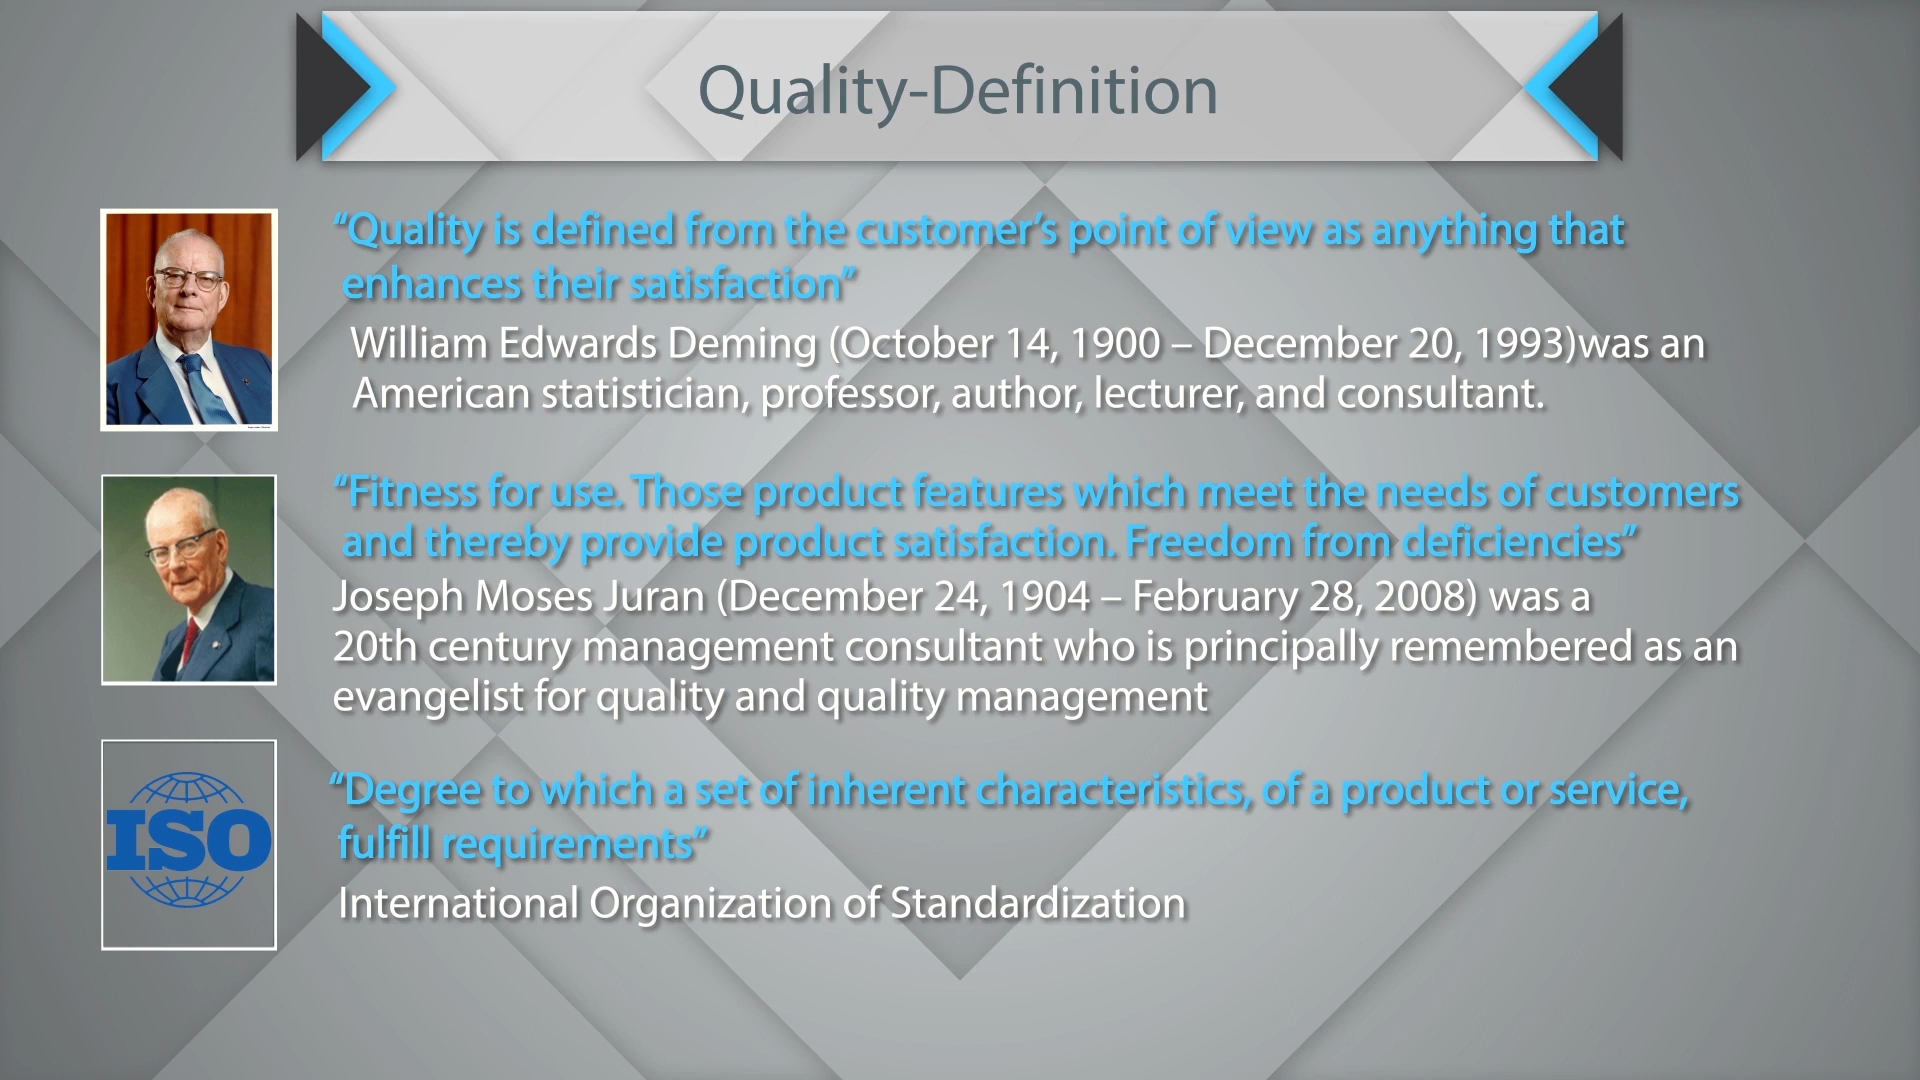 Quality-Definition
“Quality is defined from the customer’s point of view as anything that
enhances their satisfaction”
William Edwards Deming (October 14, 1900 – December 20, 1993)was an
American statistician, professor, author, lecturer, and consultant.
“Fitness for use. Those product features which meet the needs of customers
and thereby provide product satisfaction. Freedom from deficiencies”
Joseph Moses Juran (December 24, 1904 – February 28, 2008) was a
20th century management consultant who is principally remembered as an
evangelist for quality and quality management
ISO
“Degree to which a set of inherent characteristics, of a product or service,
fulfill requirements”
International Organization of Standardization